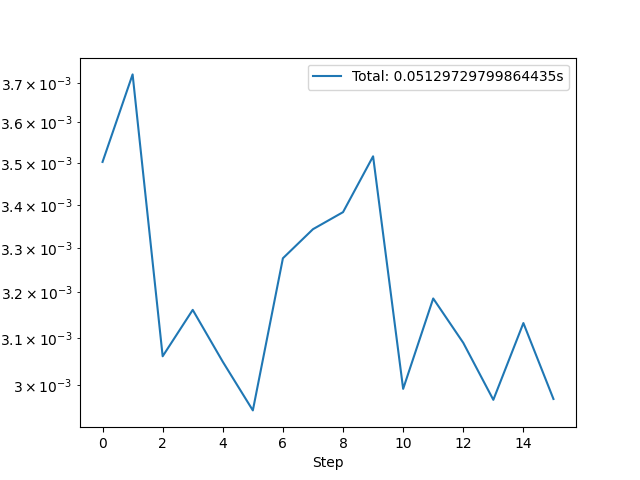 Total: 0.05129729799864435s
3.7 × 10⁻³
3.6 × 10⁻³
3.5 × 10⁻³
3.4 × 10⁻³
3.3 × 10⁻³
3.2 × 10⁻³
3.1 × 10⁻³
3 × 10⁻³
0 2 4 6 8 10 12 14
Step